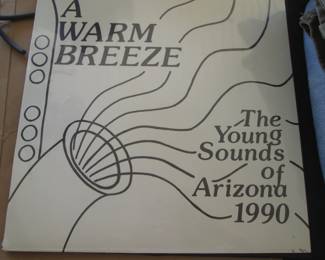 A
WARM
BREEZE
The
Young
Sounds
of
Arizona
1990